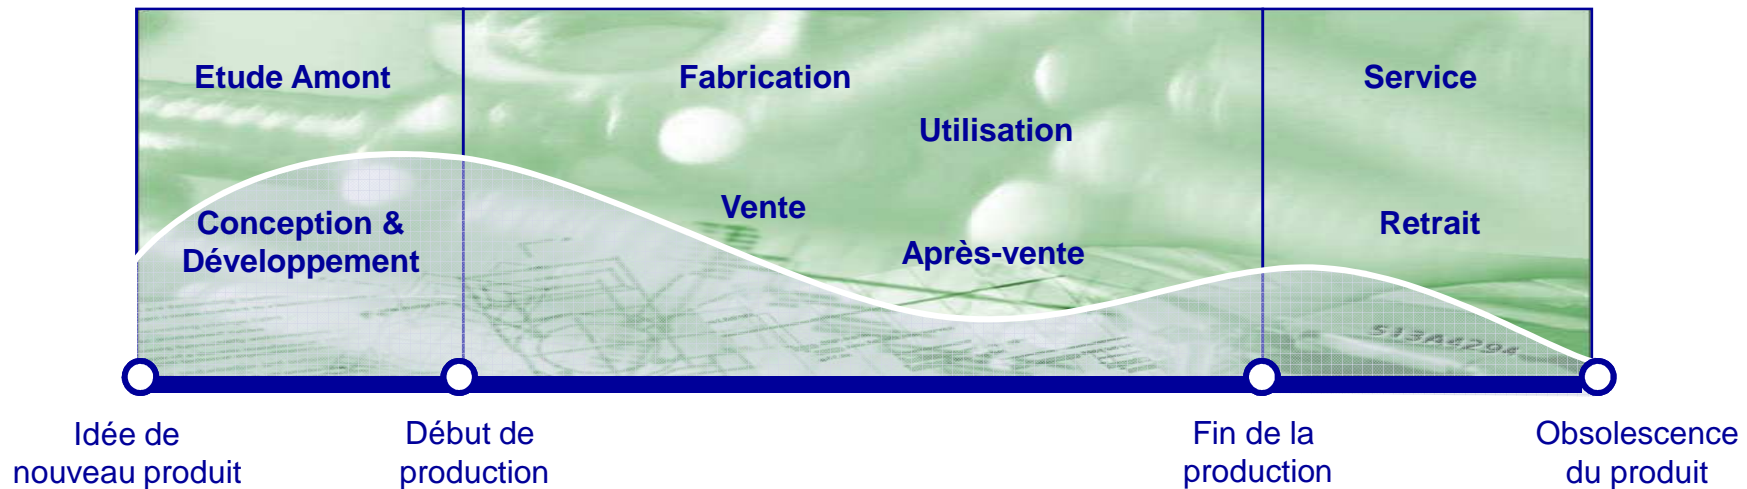 Etude Amont
Fabrication
Service
Utilisation
Vente
Conception &
Développement
Retrait
Après-vente
513A4294
Idée de
nouveau produit
Début de
production
Fin de la
production
Obsolescence
du produit